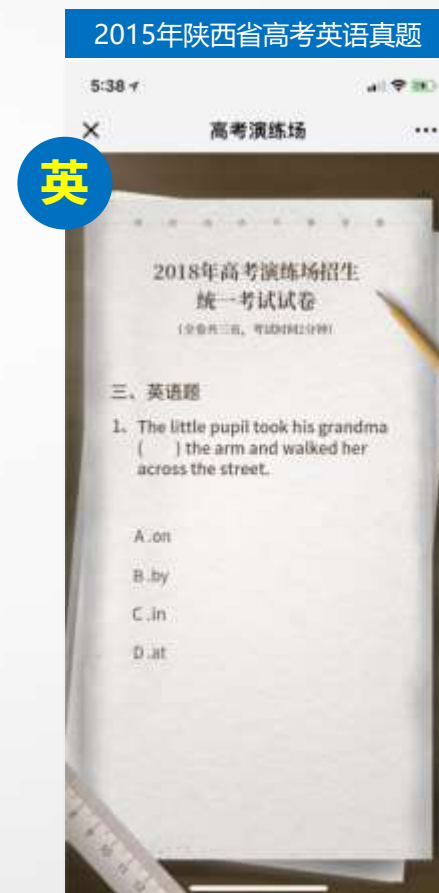 2015年陕西省高考英语真题
5:38
高考演练场
英
2018年高考演练场招生
统一考试试卷
三、英语题
1、The little pupil took his grandma
( ) the arm and walked her
across the street.
A.on
B.by
C.in
D.at